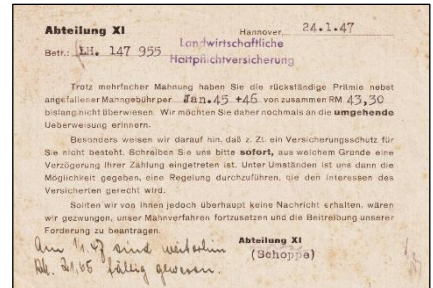 Abteilung XI
Hannover, 24.1.47
Betr.: LH. 147 955
Landwirtschaftliche
Haftpflichtversicherung
Trotz mehrfacher Mahnung haben Sie die rückständige Prämie nebst
angefallener Mahngebühr per Jan.45 +46 von zusammen RM 43,30
bislang nicht überwiesen. Wir möchten Sie daher nochmals an die umgehende
Ueberweisung erinnern.
Besonders weisen wir darauf hin, daß z. Zt. ein Versicherungsschutz für
Sie nicht besteht. Schreiben Sie uns bitte sofort, aus welchem Grunde eine
Verzögerung Ihrer Zahlung eingetreten ist. Unter Umständen ist uns dann die
Möglichkeit gegeben, eine Regelung durchzuführen, die den Interessen des
Versicherten gerecht wird.
Sollten wir von Ihnen jedoch überhaupt keine Nachricht erhalten, wären
wir gezwungen, unser Mahnverfahren fortzusetzen und die Beitreibung unserer
Forderung zu beantragen.
Am 1.1.47 sind weiterhin
RM. 21.65 fällig gewesen.
Abteilung XI
(Schoppe)